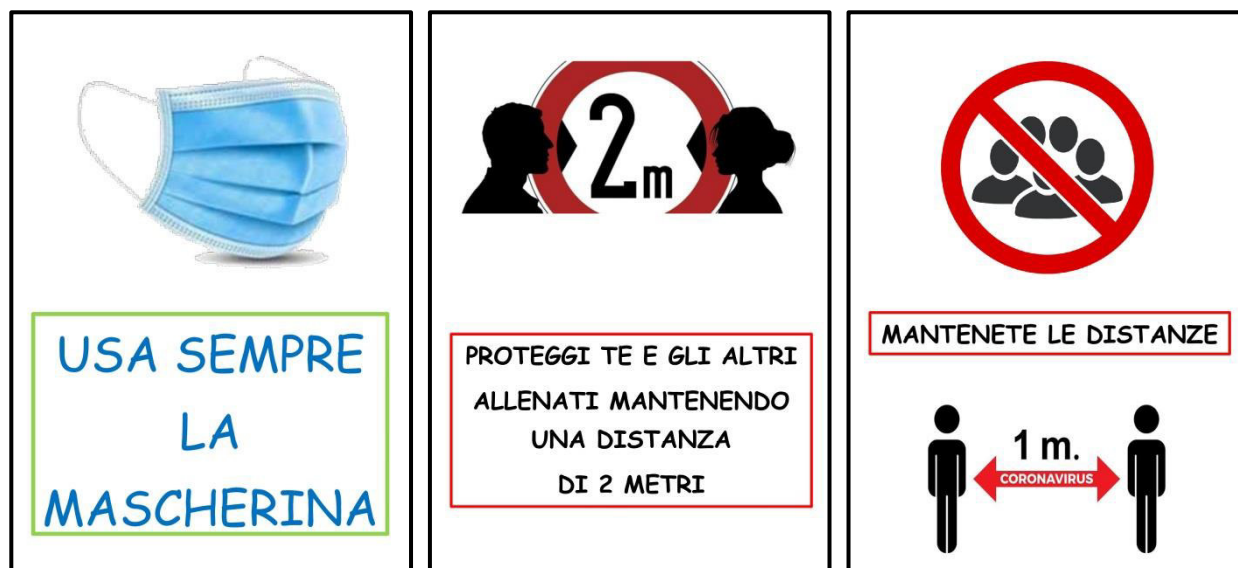 USA SEMPRE
LA
MASCHERINA
2m
PROTEGGI TE E GLI ALTRI
ALLENATI MANTENENDO
UNA DISTANZA
DI 2 METRI
MANTENETE LE DISTANZE
1 m.
CORONAVIRUS